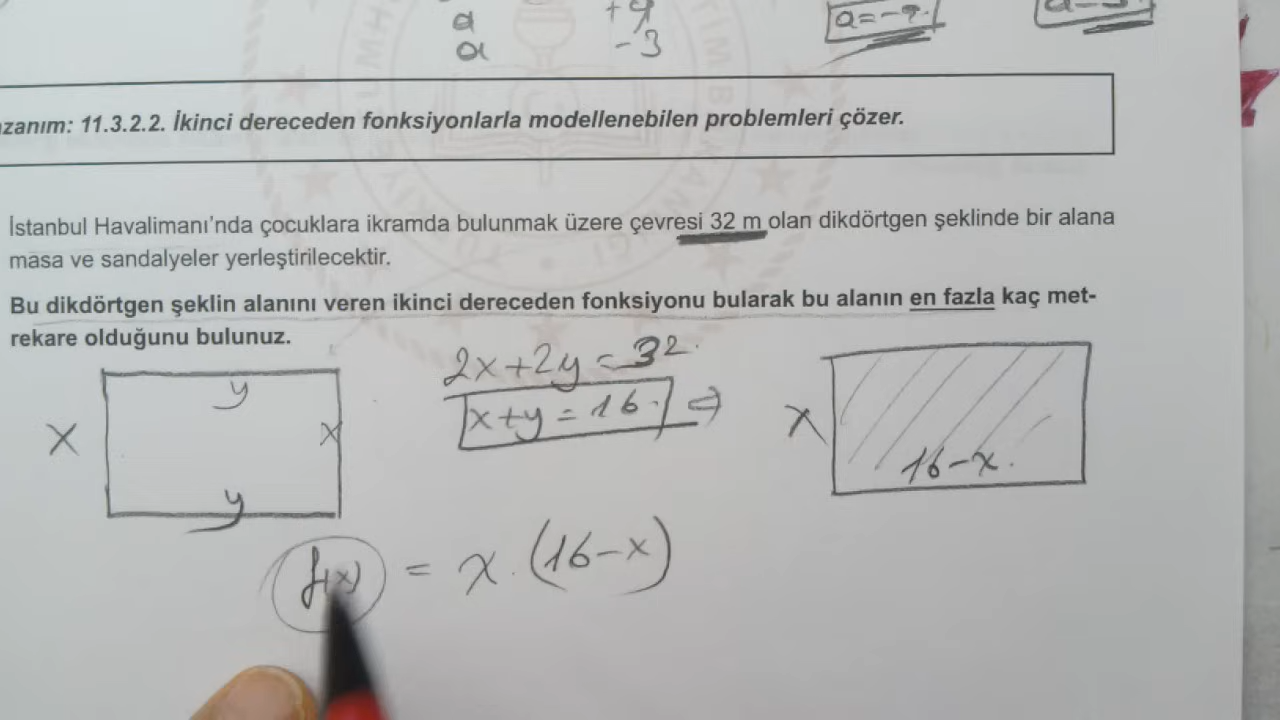 a +9 a=-9.
a -3
zanım: 11.3.2.2. İkinci dereceden fonksiyonlarla modellenebilen problemleri çözer.
İstanbul Havalimanı'nda çocuklara ikramda bulunmak üzere çevresi 32 m olan dikdörtgen şeklinde bir alana
masa ve sandalyeler yerleştirilecektir.
Bu dikdörtgen şeklin alanını veren ikinci dereceden fonksiyonu bularak bu alanın en fazla kaç met-
rekare olduğunu bulunuz.
2x+2y=32.
y
x+y=16. ⇒
x x x
16-x.
y
f(x) = x.(16-x)